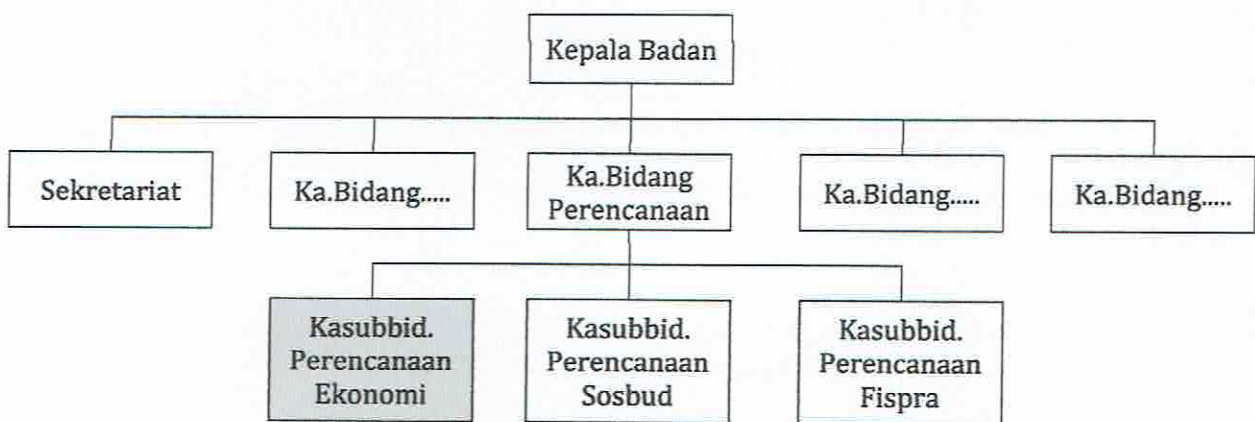 Kepala Badan
Sekretariat
Ka.Bidang.....
Ka.Bidang
Perencanaan
Ka.Bidang.....
Ka.Bidang.....
Kasubbid.
Perencanaan
Ekonomi
Kasubbid.
Perencanaan
Sosbud
Kasubbid.
Perencanaan
Fispra